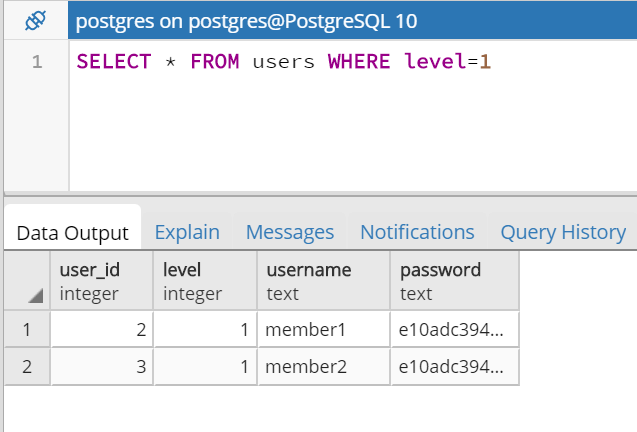 postgres on postgres@PostgreSQL 10
1 SELECT * FROM users WHERE level=1
Data Output Explain Messages Notifications Query History
user_id level username password
integer integer text text
1 2 1 member1 e10adc394...
2 3 1 member2 e10adc394...